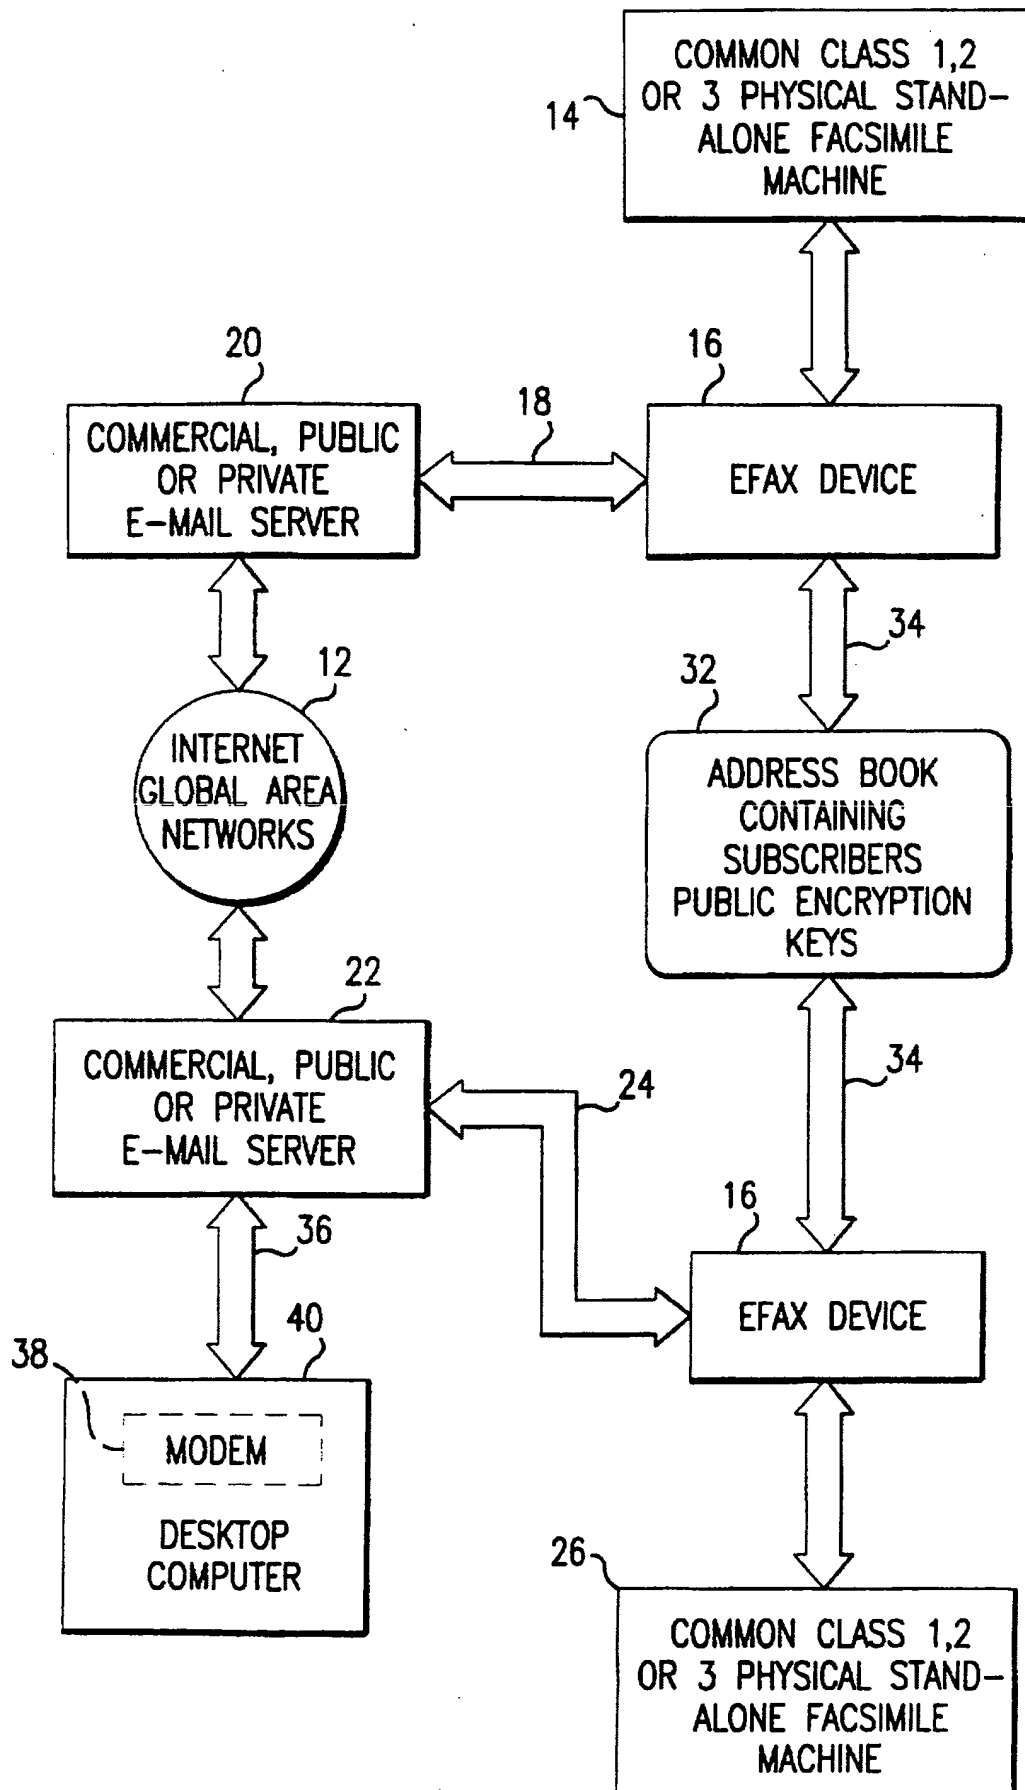 COMMON CLASS 1,2
OR 3 PHYSICAL STAND-
ALONE FACSIMILE
MACHINE
14
20
COMMERCIAL, PUBLIC
OR PRIVATE
E-MAIL SERVER
18
16
EFAX DEVICE
34
12
INTERNET
GLOBAL AREA
NETWORKS
32
ADDRESS BOOK
CONTAINING
SUBSCRIBERS
PUBLIC ENCRYPTION
KEYS
22
COMMERCIAL, PUBLIC
OR PRIVATE
E-MAIL SERVER
24
34
16
EFAX DEVICE
36
38
40
MODEM
DESKTOP
COMPUTER
26
COMMON CLASS 1,2
OR 3 PHYSICAL STAND-
ALONE FACSIMILE
MACHINE